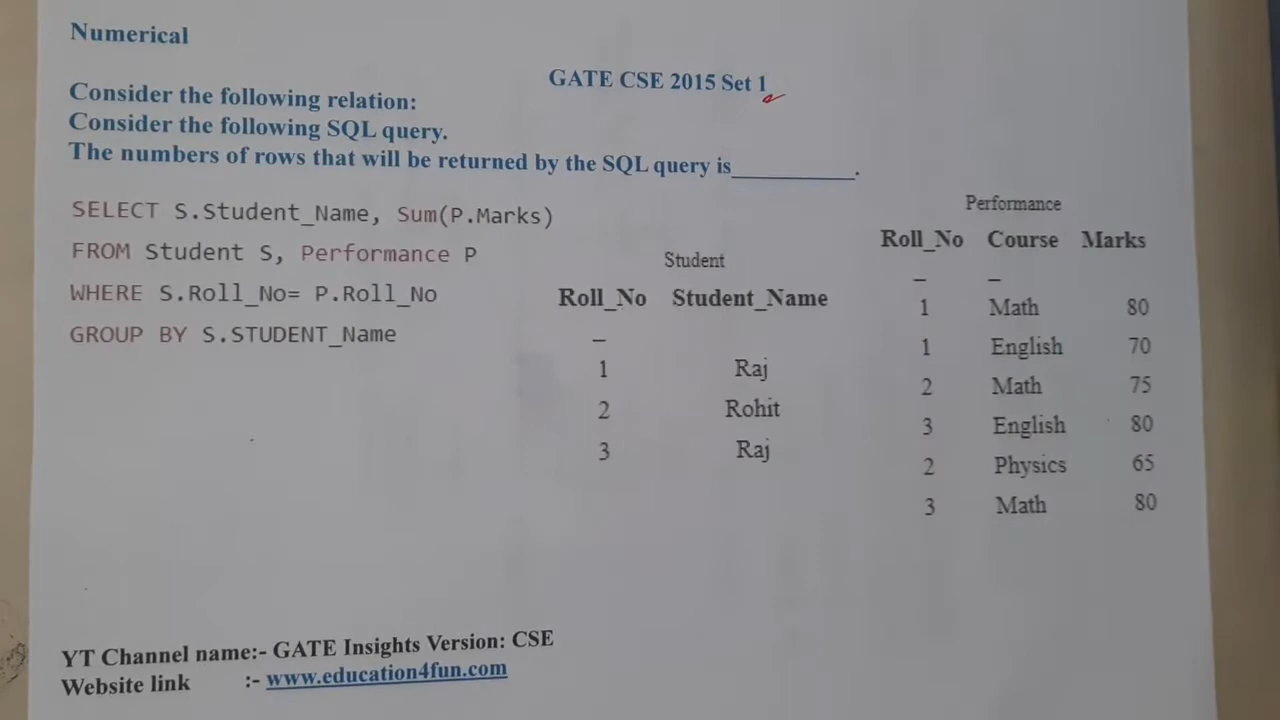 Numerical
GATE CSE 2015 Set 1
Consider the following relation:
Consider the following SQL query.
The numbers of rows that will be returned by the SQL query is__________.
SELECT S.Student_Name, Sum(P.Marks)
FROM Student S, Performance P
WHERE S.Roll_No= P.Roll_No
GROUP BY S.STUDENT_Name
Student
Roll_No Student_Name
1 Raj
2 Rohit
3 Raj
Performance
Roll_No Course Marks
1 Math 80
1 English 70
2 Math 75
3 English 80
2 Physics 65
3 Math 80
YT Channel name:- GATE Insights Version: CSE
Website link :- www.education4fun.com